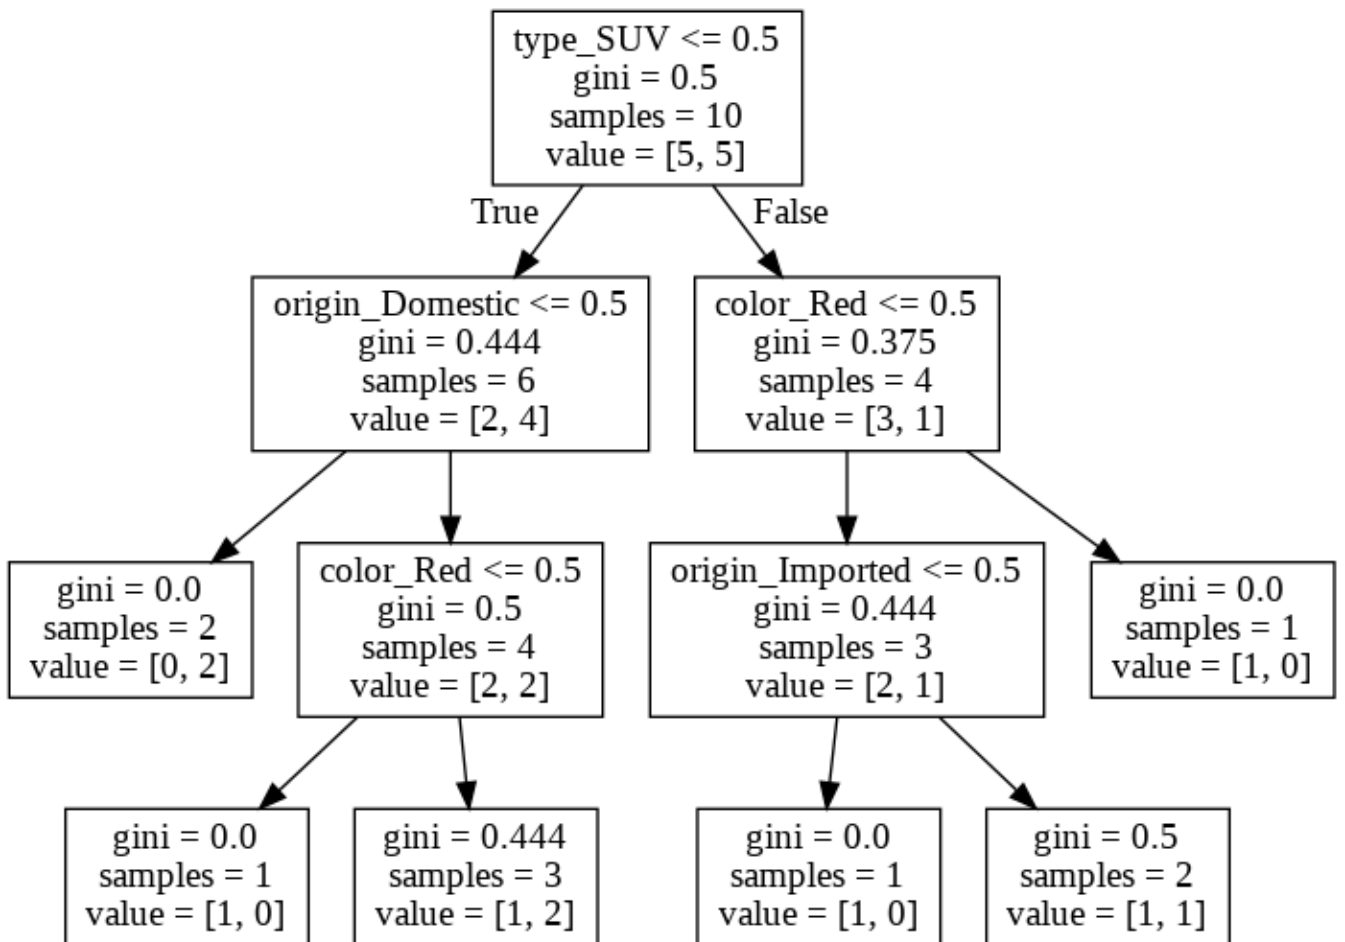 type_SUV <= 0.5
gini = 0.5
samples = 10
value = [5, 5]
True
False
origin_Domestic <= 0.5
gini = 0.444
samples = 6
value = [2, 4]
color_Red <= 0.5
gini = 0.375
samples = 4
value = [3, 1]
gini = 0.0
samples = 2
value = [0, 2]
color_Red <= 0.5
gini = 0.5
samples = 4
value = [2, 2]
origin_Imported <= 0.5
gini = 0.444
samples = 3
value = [2, 1]
gini = 0.0
samples = 1
value = [1, 0]
gini = 0.0
samples = 1
value = [1, 0]
gini = 0.444
samples = 3
value = [1, 2]
gini = 0.0
samples = 1
value = [1, 0]
gini = 0.5
samples = 2
value = [1, 1]